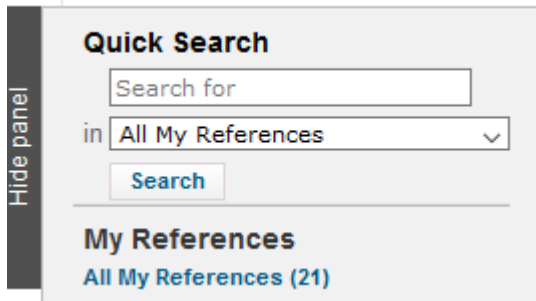 Quick Search
Search for
in All My References
Search
My References
All My References (21)
Hide panel